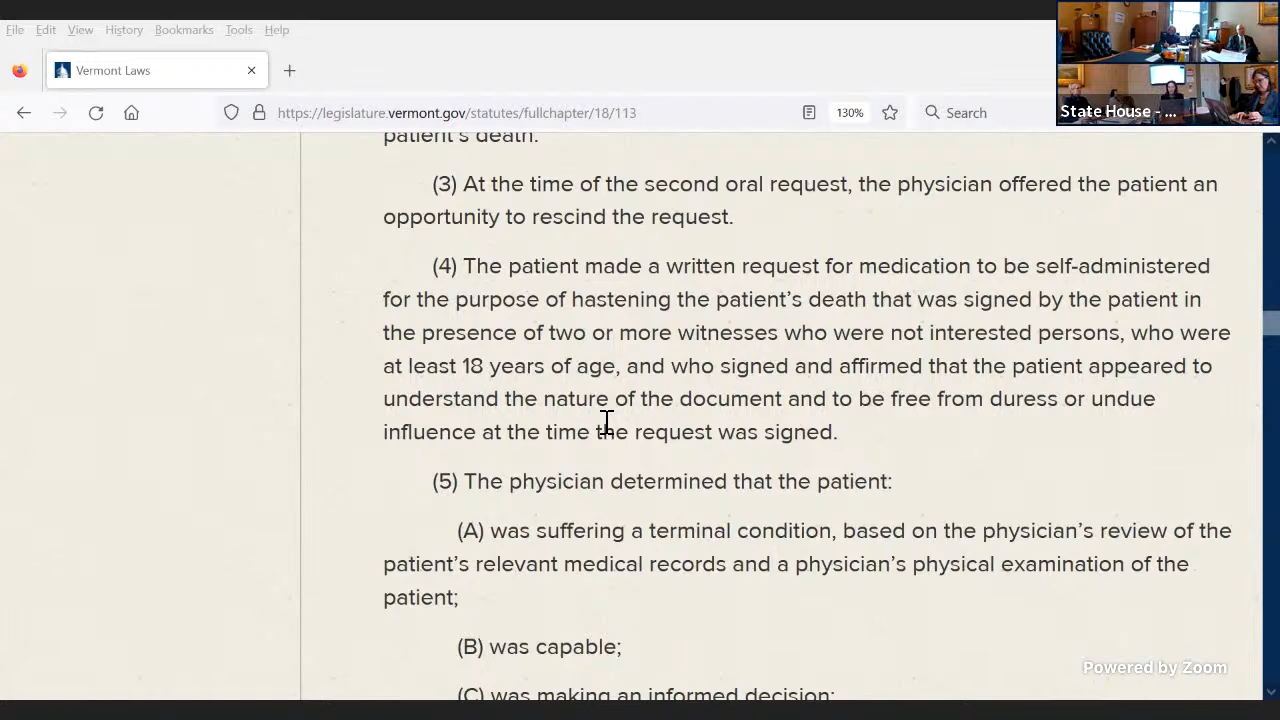 File Edit View History Bookmarks Tools Help
Vermont Laws
https://legislature.vermont.gov/statutes/fullchapter/18/113
130%
Search
State House - ...
patient's death.
(3) At the time of the second oral request, the physician offered the patient an
opportunity to rescind the request.
(4) The patient made a written request for medication to be self-administered
for the purpose of hastening the patient’s death that was signed by the patient in
the presence of two or more witnesses who were not interested persons, who were
at least 18 years of age, and who signed and affirmed that the patient appeared to
understand the nature of the document and to be free from duress or undue
influence at the time the request was signed.
(5) The physician determined that the patient:
(A) was suffering a terminal condition, based on the physician’s review of the
patient’s relevant medical records and a physician’s physical examination of the
patient;
(B) was capable;
(C) was making an informed decision;
Powered by Zoom